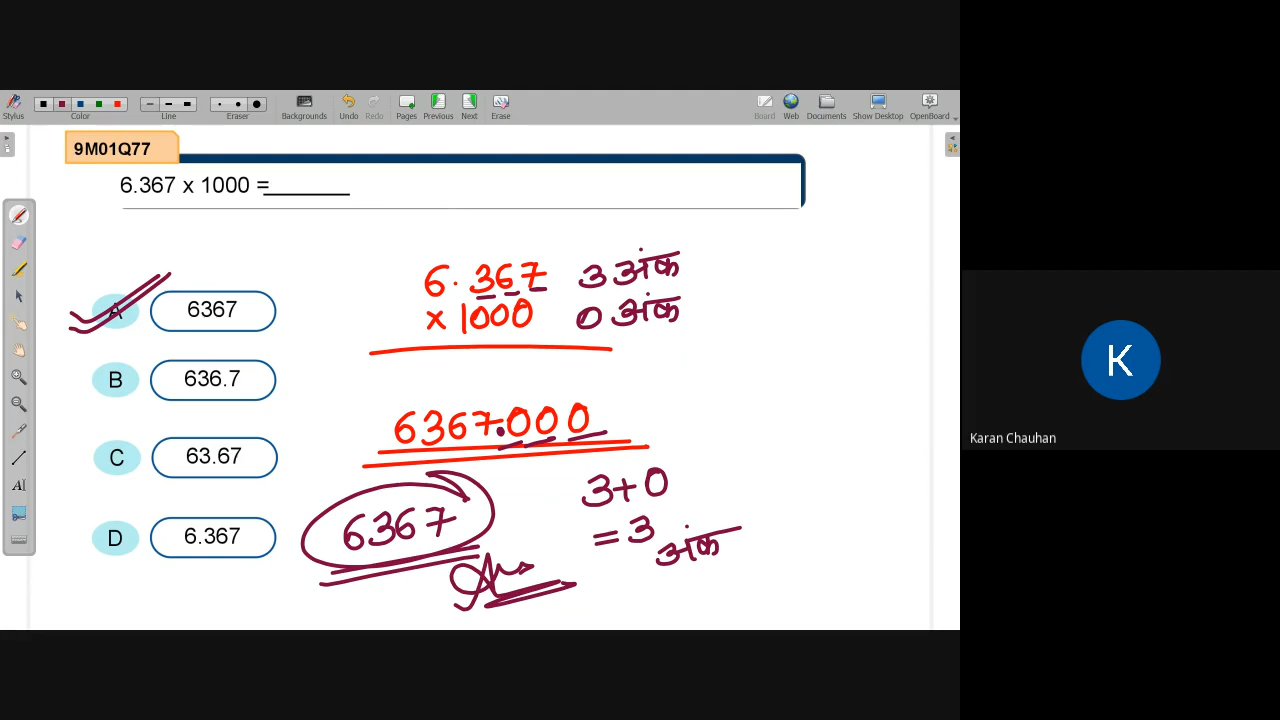 Stylus Color Line Eraser Backgrounds Undo Redo Pages Previous Next Erase Board Web Documents Show Desktop OpenBoard
9M01Q77
6.367 x 1000 =______
6.367 3 अंक
x 1000 0 अंक
A 6367
B 636.7
6367.000
C 63.67
3+0
6367
= 3 अंक
D 6.367
Ans
K
Karan Chauhan